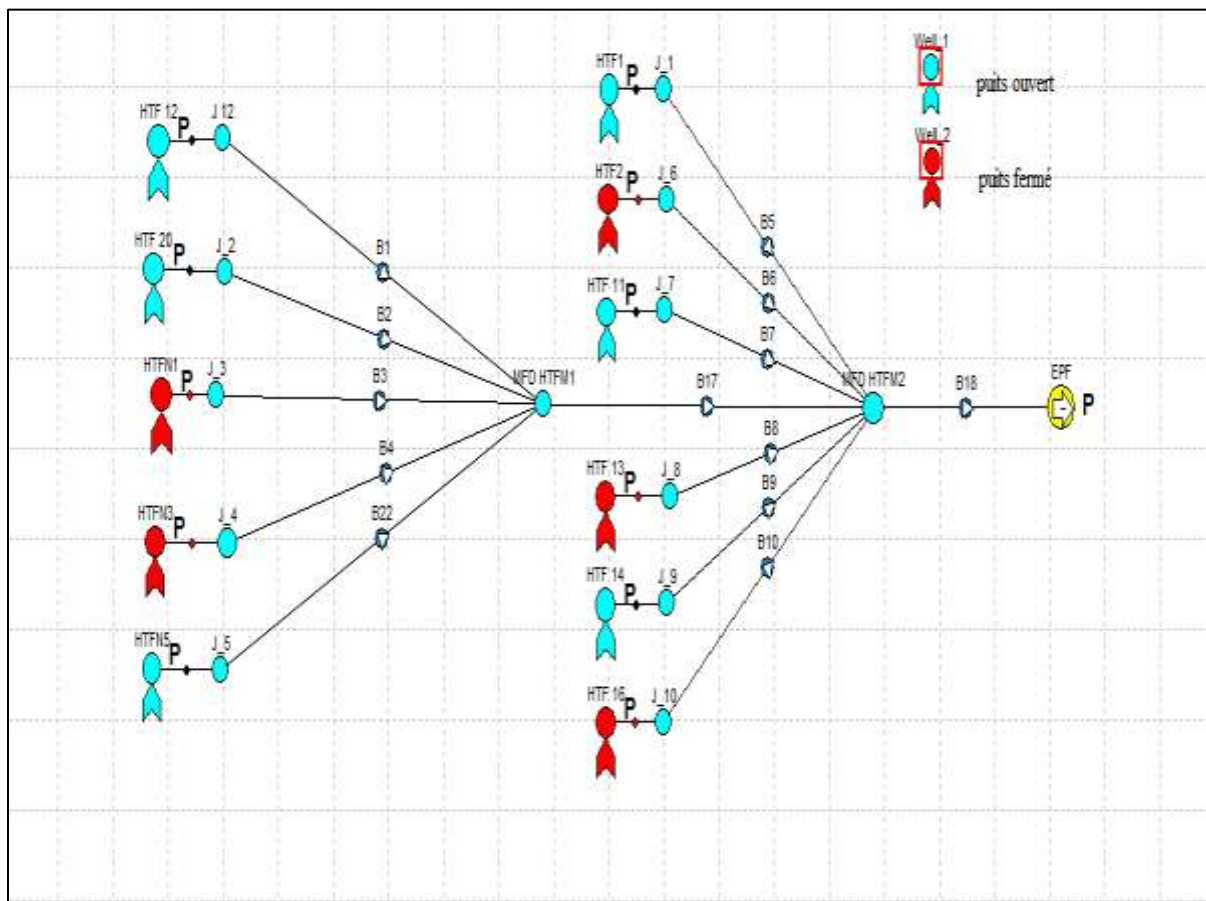 Well_1
puits ouvert
Well_2
puits fermé
HTF 12
P
J 12
B1
HTF 20
P
J_2
B2
HTFN1
P
J_3
B3
HTFN3
P
J_4
B4
HTFN5
P
J_5
B22
MFD HTFM1
B17
HTF1
P
J_1
B5
HTF2
P
J_6
B6
HTF 11
P
J_7
B7
MFD HTFM2
B18
EPF
P
HTF 13
P
J_8
B8
HTF 14
P
J_9
B9
HTF 16
P
J_10
B10